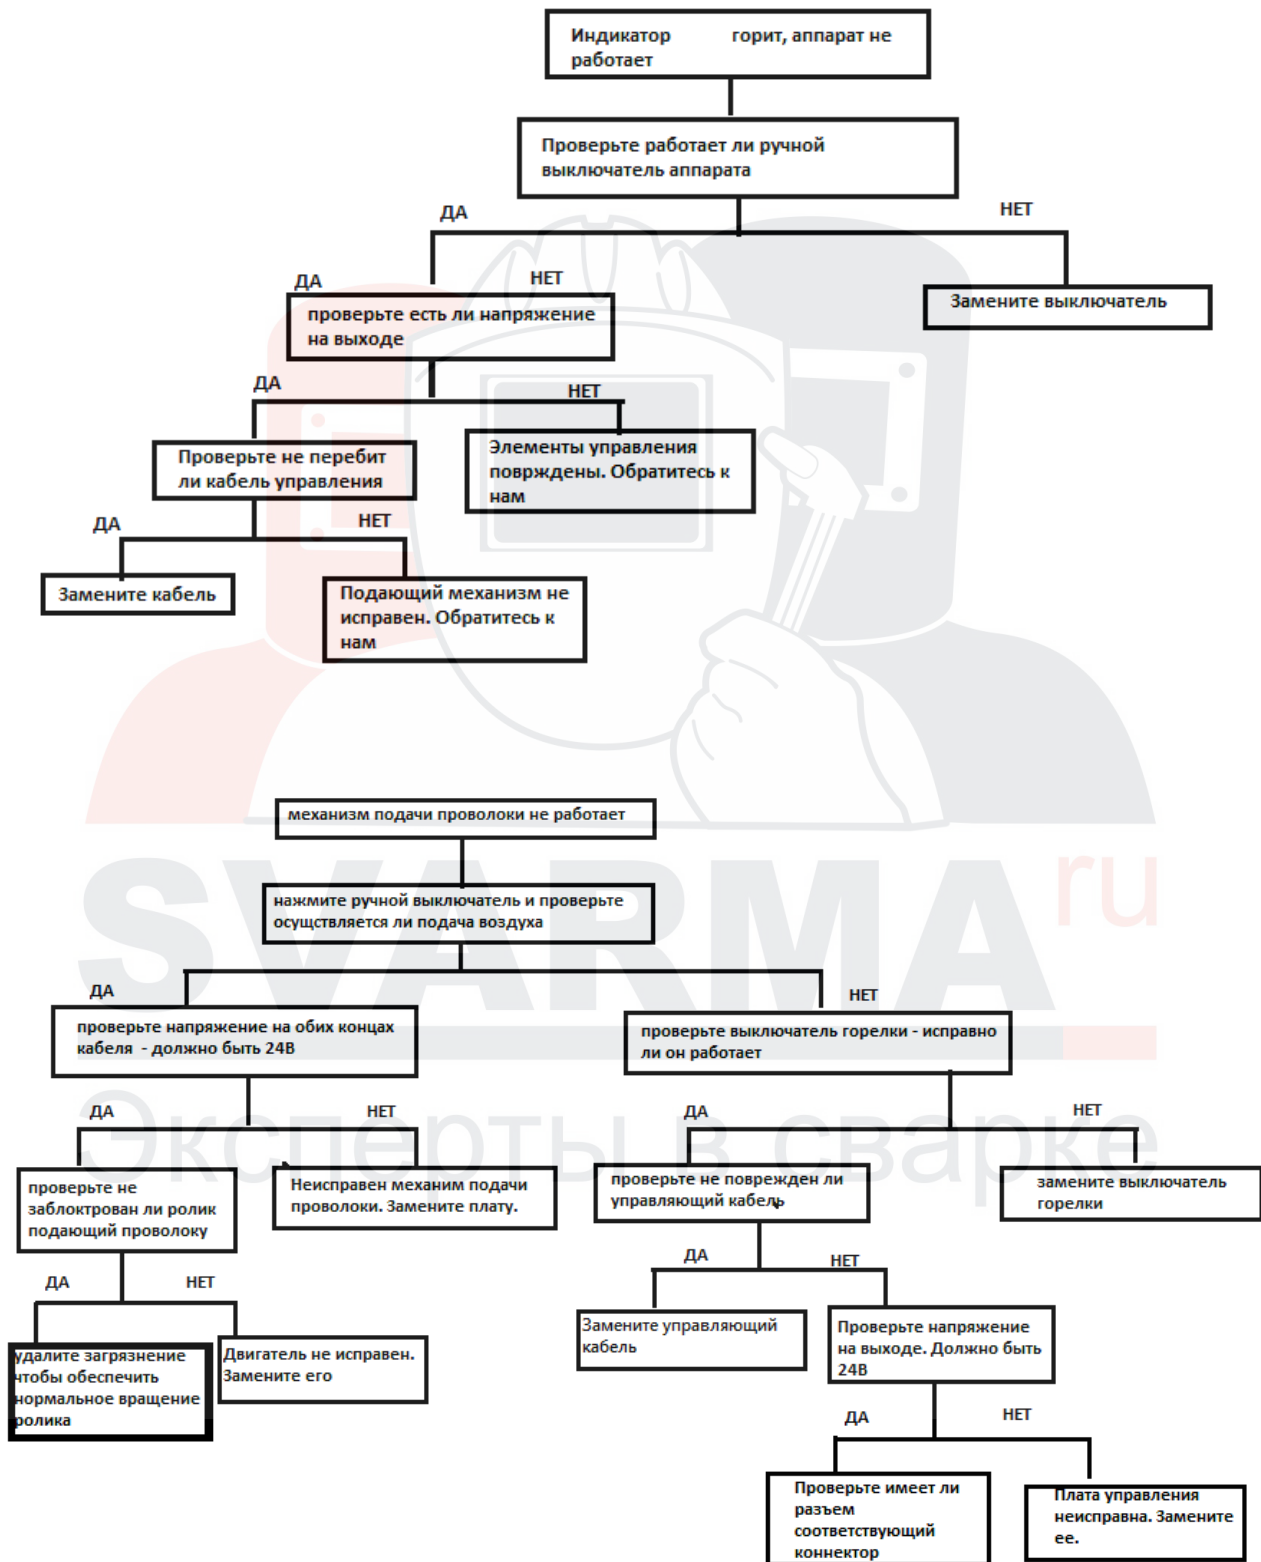 Индикатор горит, аппарат не
работает
Проверьте работает ли ручной
выключатель аппарата
ДА
НЕТ
ДА
НЕТ
проверьте есть ли напряжение
на выходе
Замените выключатель
ДА
НЕТ
Проверьте не перебит
ли кабель управления
Элементы управления
поврждены. Обратитесь к
нам
ДА
НЕТ
Замените кабель
Подающий механизм не
исправен. Обратитесь к
нам
механизм подачи проволоки не работает
SVARMA ru
нажмите ручной выключатель и проверьте
осущствляется ли подача воздуха
ДА
НЕТ
проверьте напряжение на обих концах
кабеля - должно быть 24В
проверьте выключатель горелки - исправно
ли он работает
Эксперты в сварке
ДА
НЕТ
ДА
НЕТ
проверьте не
заблоктрован ли ролик
подающий проволоку
Неисправен механим подачи
проволоки. Замените плату.
проверьте не поврежден ли
управляющий кабель
замените выключатель
горелки
ДА
НЕТ
ДА
НЕТ
удалите загрязнение
чтобы обеспечить
нормальное вращение
ролика
Двигатель не исправен.
Замените его
Замените управляющий
кабель
Проверьте напряжение
на выходе. Должно быть
24В
ДА
НЕТ
Проверьте имеет ли
разъем
соответствующий
коннектор
Плата управления
неисправна. Замените
ее.